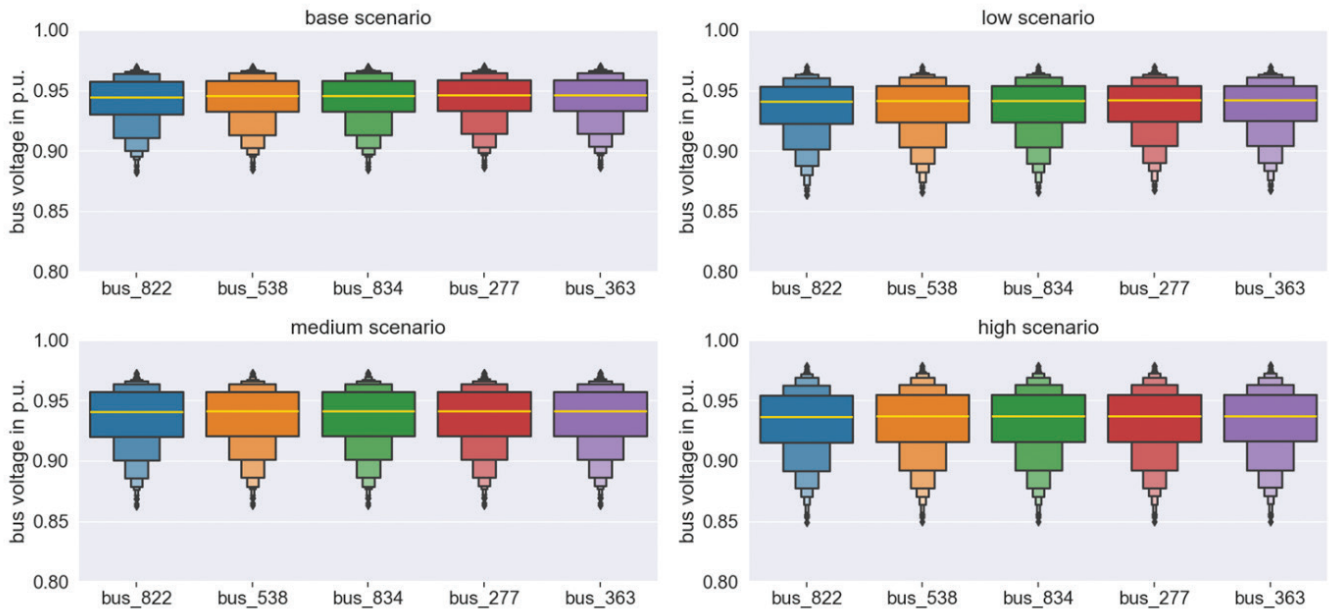 base scenario
bus voltage in p.u.
1.00
0.95
0.90
0.85
0.80
bus_822 bus_538 bus_834 bus_277 bus_363
low scenario
bus voltage in p.u.
1.00
0.95
0.90
0.85
0.80
bus_822 bus_538 bus_834 bus_277 bus_363
medium scenario
bus voltage in p.u.
1.00
0.95
0.90
0.85
0.80
bus_822 bus_538 bus_834 bus_277 bus_363
high scenario
bus voltage in p.u.
1.00
0.95
0.90
0.85
0.80
bus_822 bus_538 bus_834 bus_277 bus_363